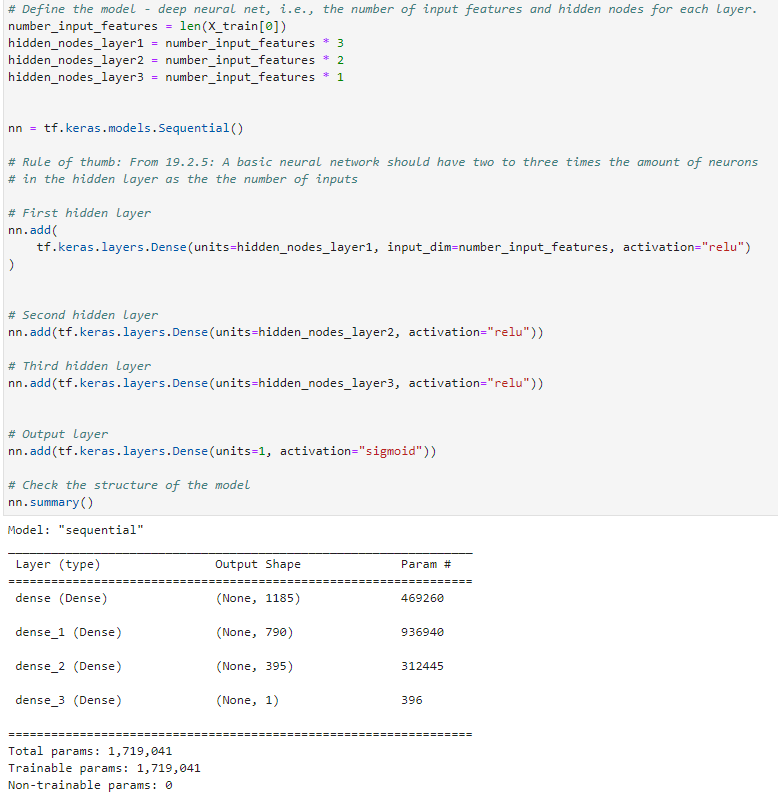 # Define the model - deep neural net, i.e., the number of input features and hidden nodes for each layer.
number_input_features = len(X_train[0])
hidden_nodes_layer1 = number_input_features * 3
hidden_nodes_layer2 = number_input_features * 2
hidden_nodes_layer3 = number_input_features * 1
nn = tf.keras.models.Sequential()
# Rule of thumb: From 19.2.5: A basic neural network should have two to three times the amount of neurons
# in the hidden layer as the the number of inputs
# First hidden layer
nn.add(
    tf.keras.layers.Dense(units=hidden_nodes_layer1, input_dim=number_input_features, activation="relu")
)
# Second hidden layer
nn.add(tf.keras.layers.Dense(units=hidden_nodes_layer2, activation="relu"))
# Third hidden layer
nn.add(tf.keras.layers.Dense(units=hidden_nodes_layer3, activation="relu"))
# Output layer
nn.add(tf.keras.layers.Dense(units=1, activation="sigmoid"))
# Check the structure of the model
nn.summary()
Model: "sequential"
Layer (type) Output Shape Param #
dense (Dense) (None, 1185) 469260
dense_1 (Dense) (None, 790) 936940
dense_2 (Dense) (None, 395) 312445
dense_3 (Dense) (None, 1) 396
Total params: 1,719,041
Trainable params: 1,719,041
Non-trainable params: 0